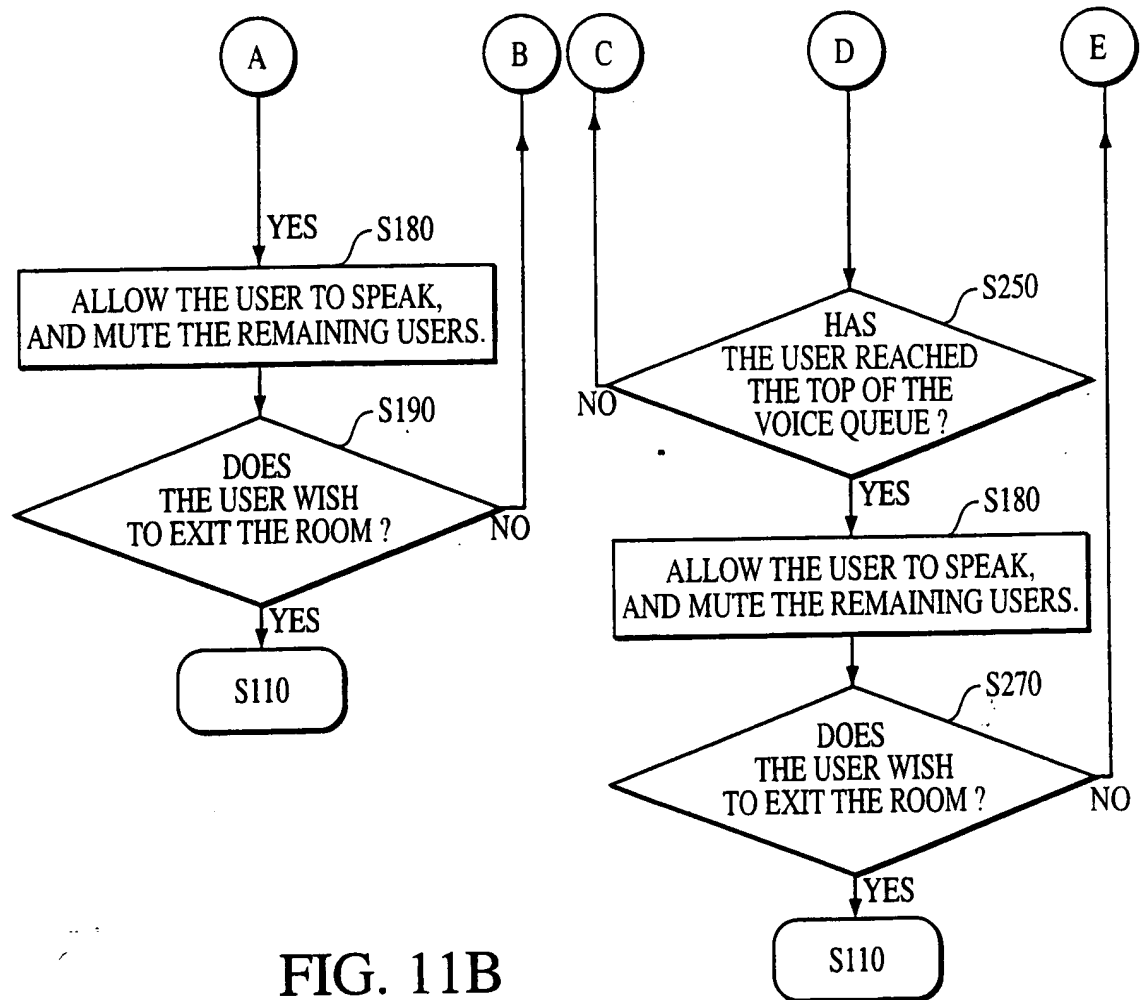 A
B
C
D
E
YES
S180
ALLOW THE USER TO SPEAK,
AND MUTE THE REMAINING USERS.
S190
DOES
THE USER WISH
TO EXIT THE ROOM ?
NO
YES
S110
S250
HAS
THE USER REACHED
THE TOP OF THE
VOICE QUEUE ?
NO
YES
S180
ALLOW THE USER TO SPEAK,
AND MUTE THE REMAINING USERS.
S270
DOES
THE USER WISH
TO EXIT THE ROOM ?
NO
YES
S110
FIG. 11B